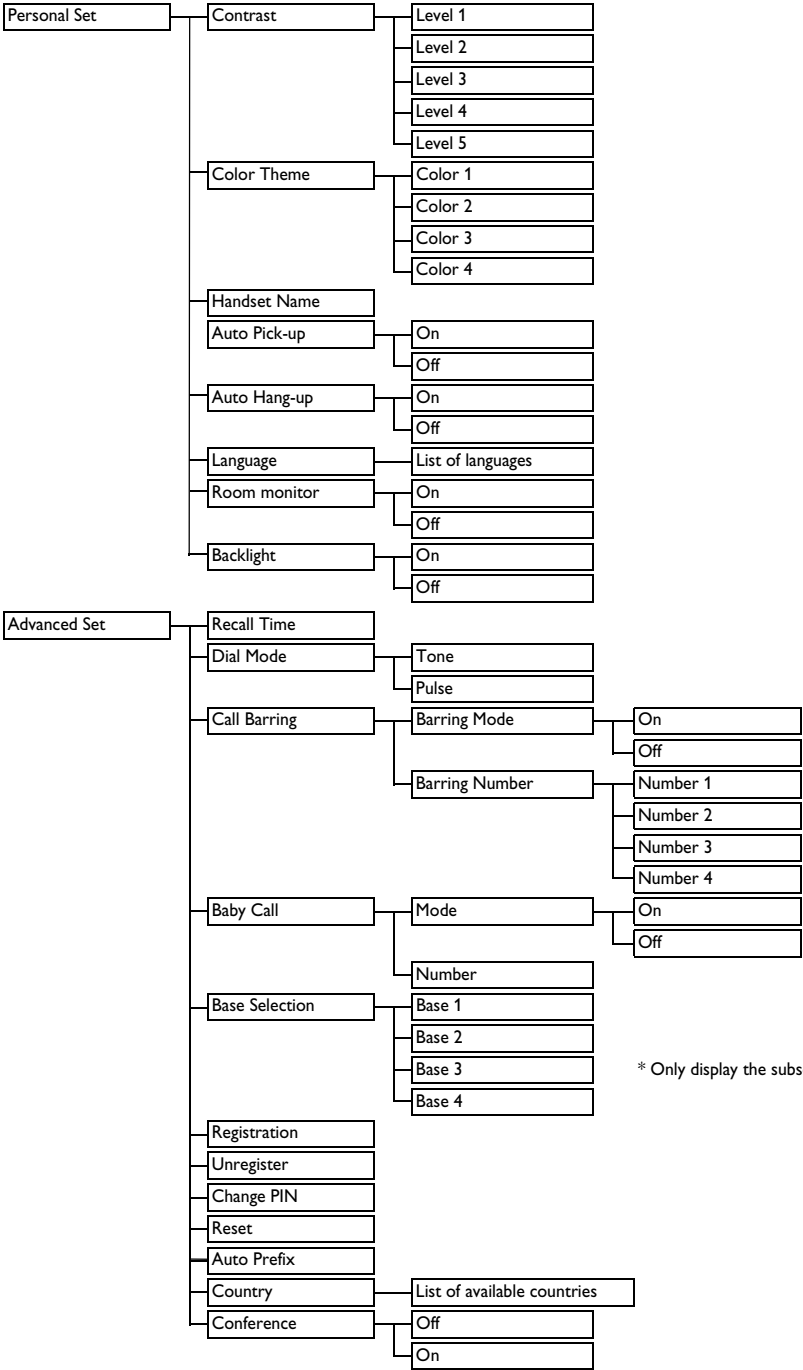 Personal Set Contrast Level 1
Level 2
Level 3
Level 4
Level 5
Color Theme Color 1
Color 2
Color 3
Color 4
Handset Name
Auto Pick-up On
Off
Auto Hang-up On
Off
Language List of languages
Room monitor On
Off
Backlight On
Off
Advanced Set Recall Time
Dial Mode Tone
Pulse
Call Barring Barring Mode On
Off
Barring Number Number 1
Number 2
Number 3
Number 4
Baby Call Mode On
Off
Number
Base Selection Base 1
Base 2
Base 3 * Only display the subs
Base 4
Registration
Unregister
Change PIN
Reset
Auto Prefix
Country List of available countries
Conference Off
On